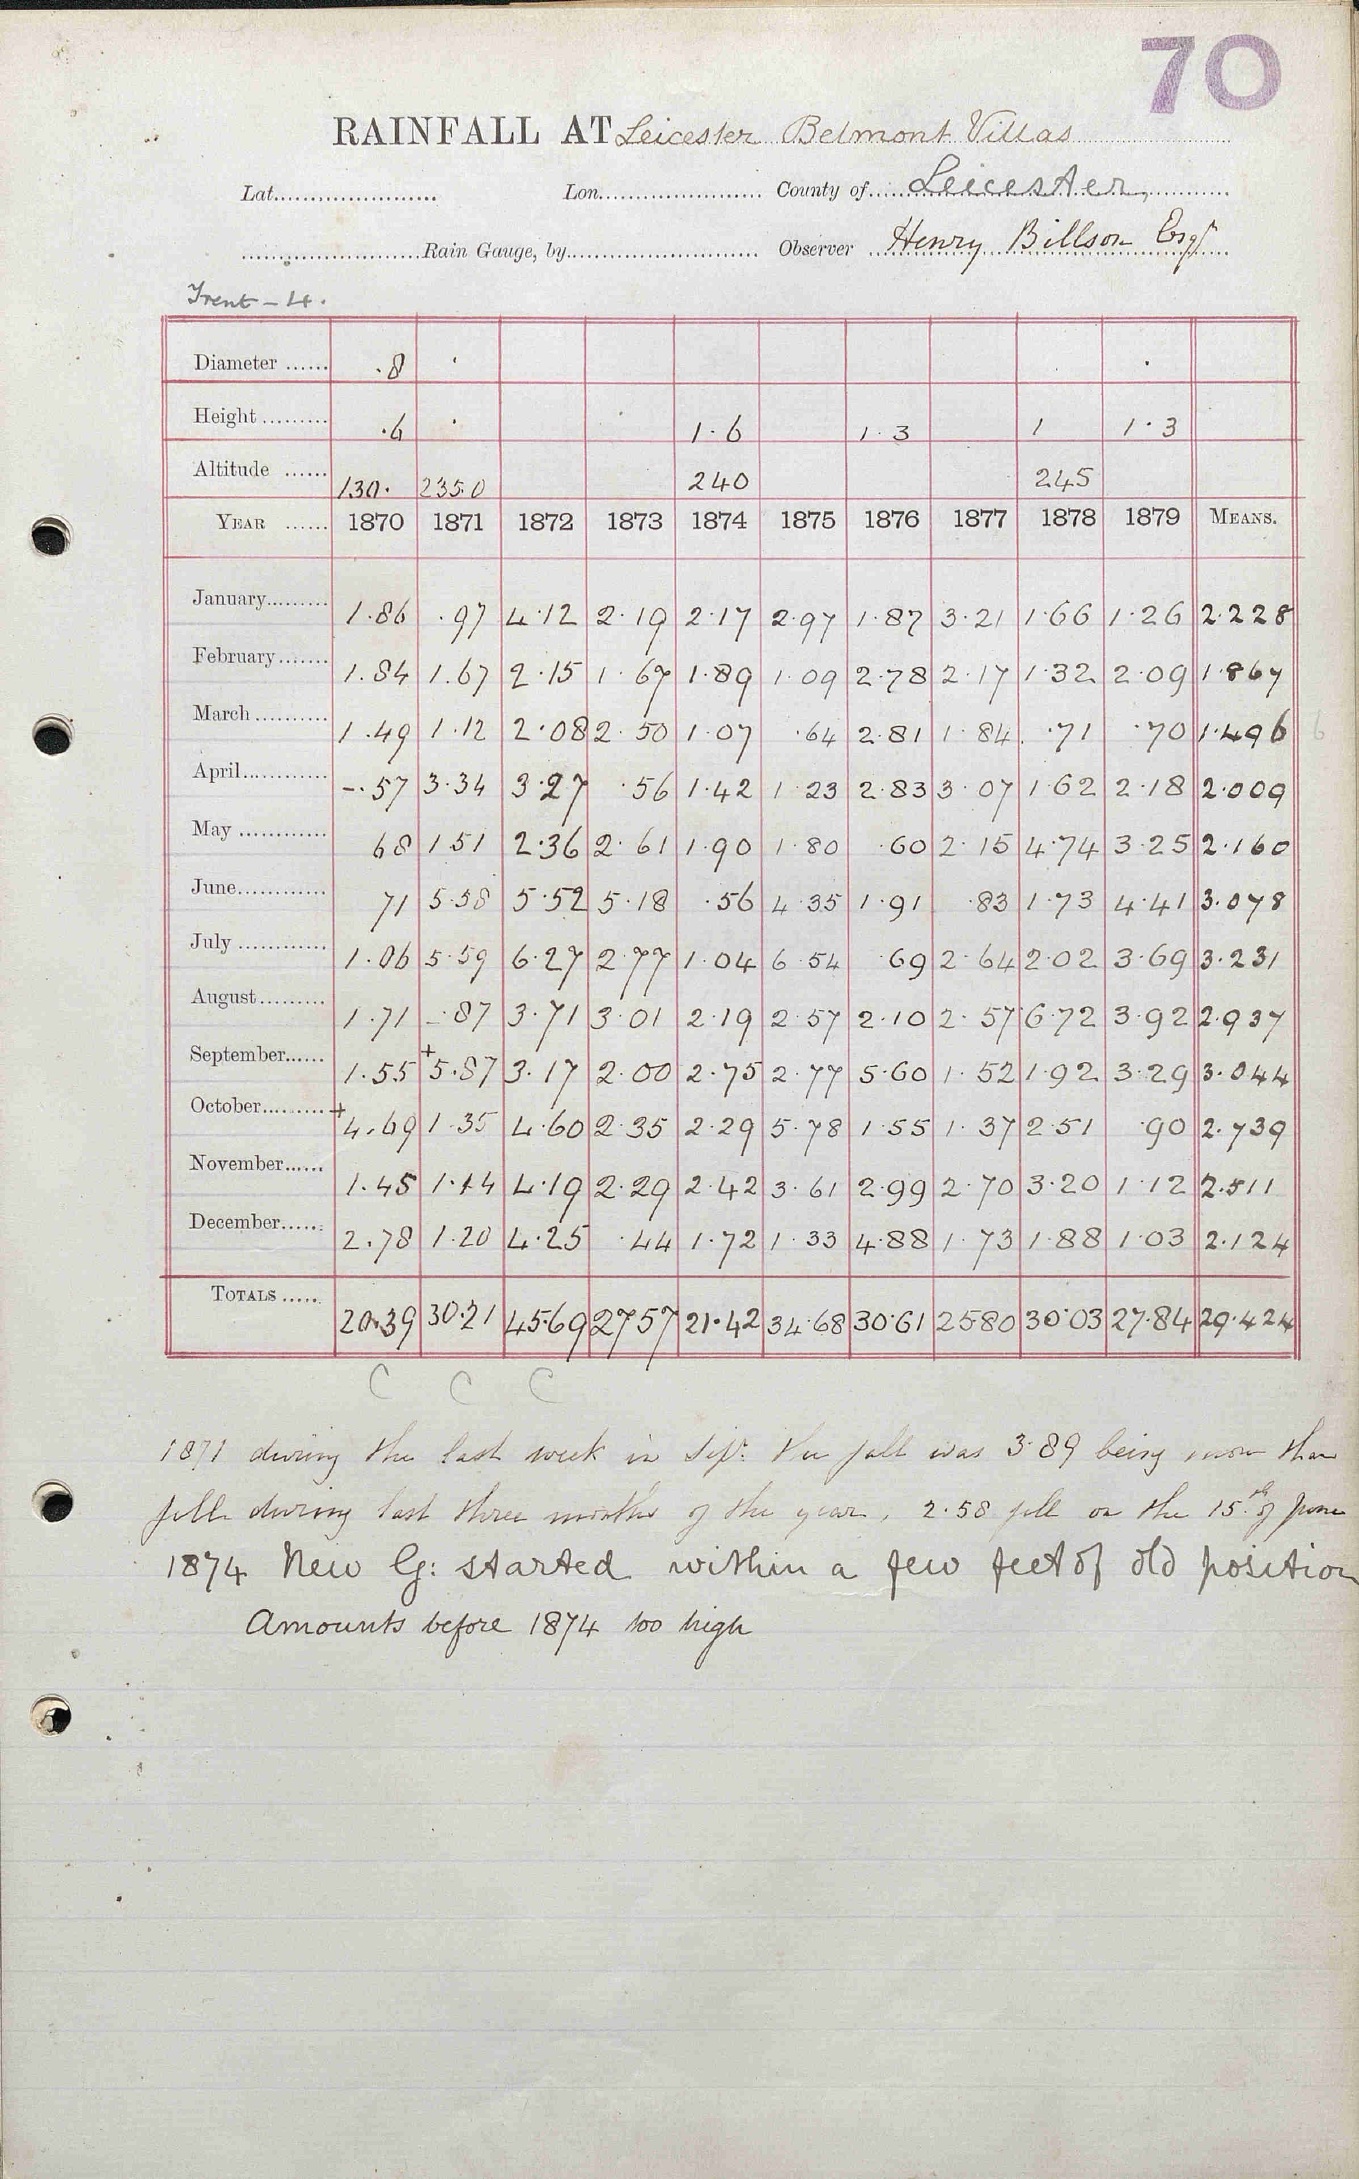 70
RAINFALL AT Leicester Belmont Villas
Lat. Lon. County of Leicester,
Rain Gauge, by Observer Henry Billson Esqr
Trent - 4.
Diameter .8
Height .6 1.6 1.3 1 1.3
Altitude 130. 235.0 240 245
YEAR 1870 1871 1872 1873 1874 1875 1876 1877 1878 1879 MEANS.
January 1.86 .97 4.12 2.19 2.17 2.97 1.87 3.21 1.66 1.26 2.228
February 1.84 1.67 2.15 1.67 1.89 1.09 2.78 2.17 1.32 2.09 1.867
March 1.49 1.12 2.08 2.50 1.07 .64 2.81 1.84 .71 .70 1.496 6
April -.57 3.34 3.27 .56 1.42 1.23 2.83 3.07 1.62 2.18 2.009
May 68 1.51 2.36 2.61 1.90 1.80 .60 2.15 4.74 3.25 2.160
June 71 5.58 5.52 5.18 .56 4.35 1.91 .83 1.73 4.41 3.078
July 1.06 5.59 6.27 2.77 1.04 6.54 .69 2.64 2.02 3.69 3.231
August 1.71 -.87 3.71 3.01 2.19 2.57 2.10 2.57 6.72 3.92 2.937
September 1.55 +5.87 3.17 2.00 2.75 2.77 5.60 1.52 1.92 3.29 3.044
October +4.69 1.35 4.60 2.35 2.29 5.78 1.55 1.37 2.51 .90 2.739
November 1.45 1.14 4.19 2.29 2.42 3.61 2.99 2.70 3.20 1.12 2.511
December 2.78 1.20 4.25 .44 1.72 1.33 4.88 1.73 1.88 1.03 2.124
TOTALS 20.39 30.21 45.69 27.57 21.42 34.68 30.61 25.80 30.03 27.84 29.424
C C C
1871 during the last week in Sept. the fall was 3.89 being more than
fell during last three months of the year, 2.58 fell on the 15th of June
1874 New G: started within a few feet of old position
Amounts before 1874 too high